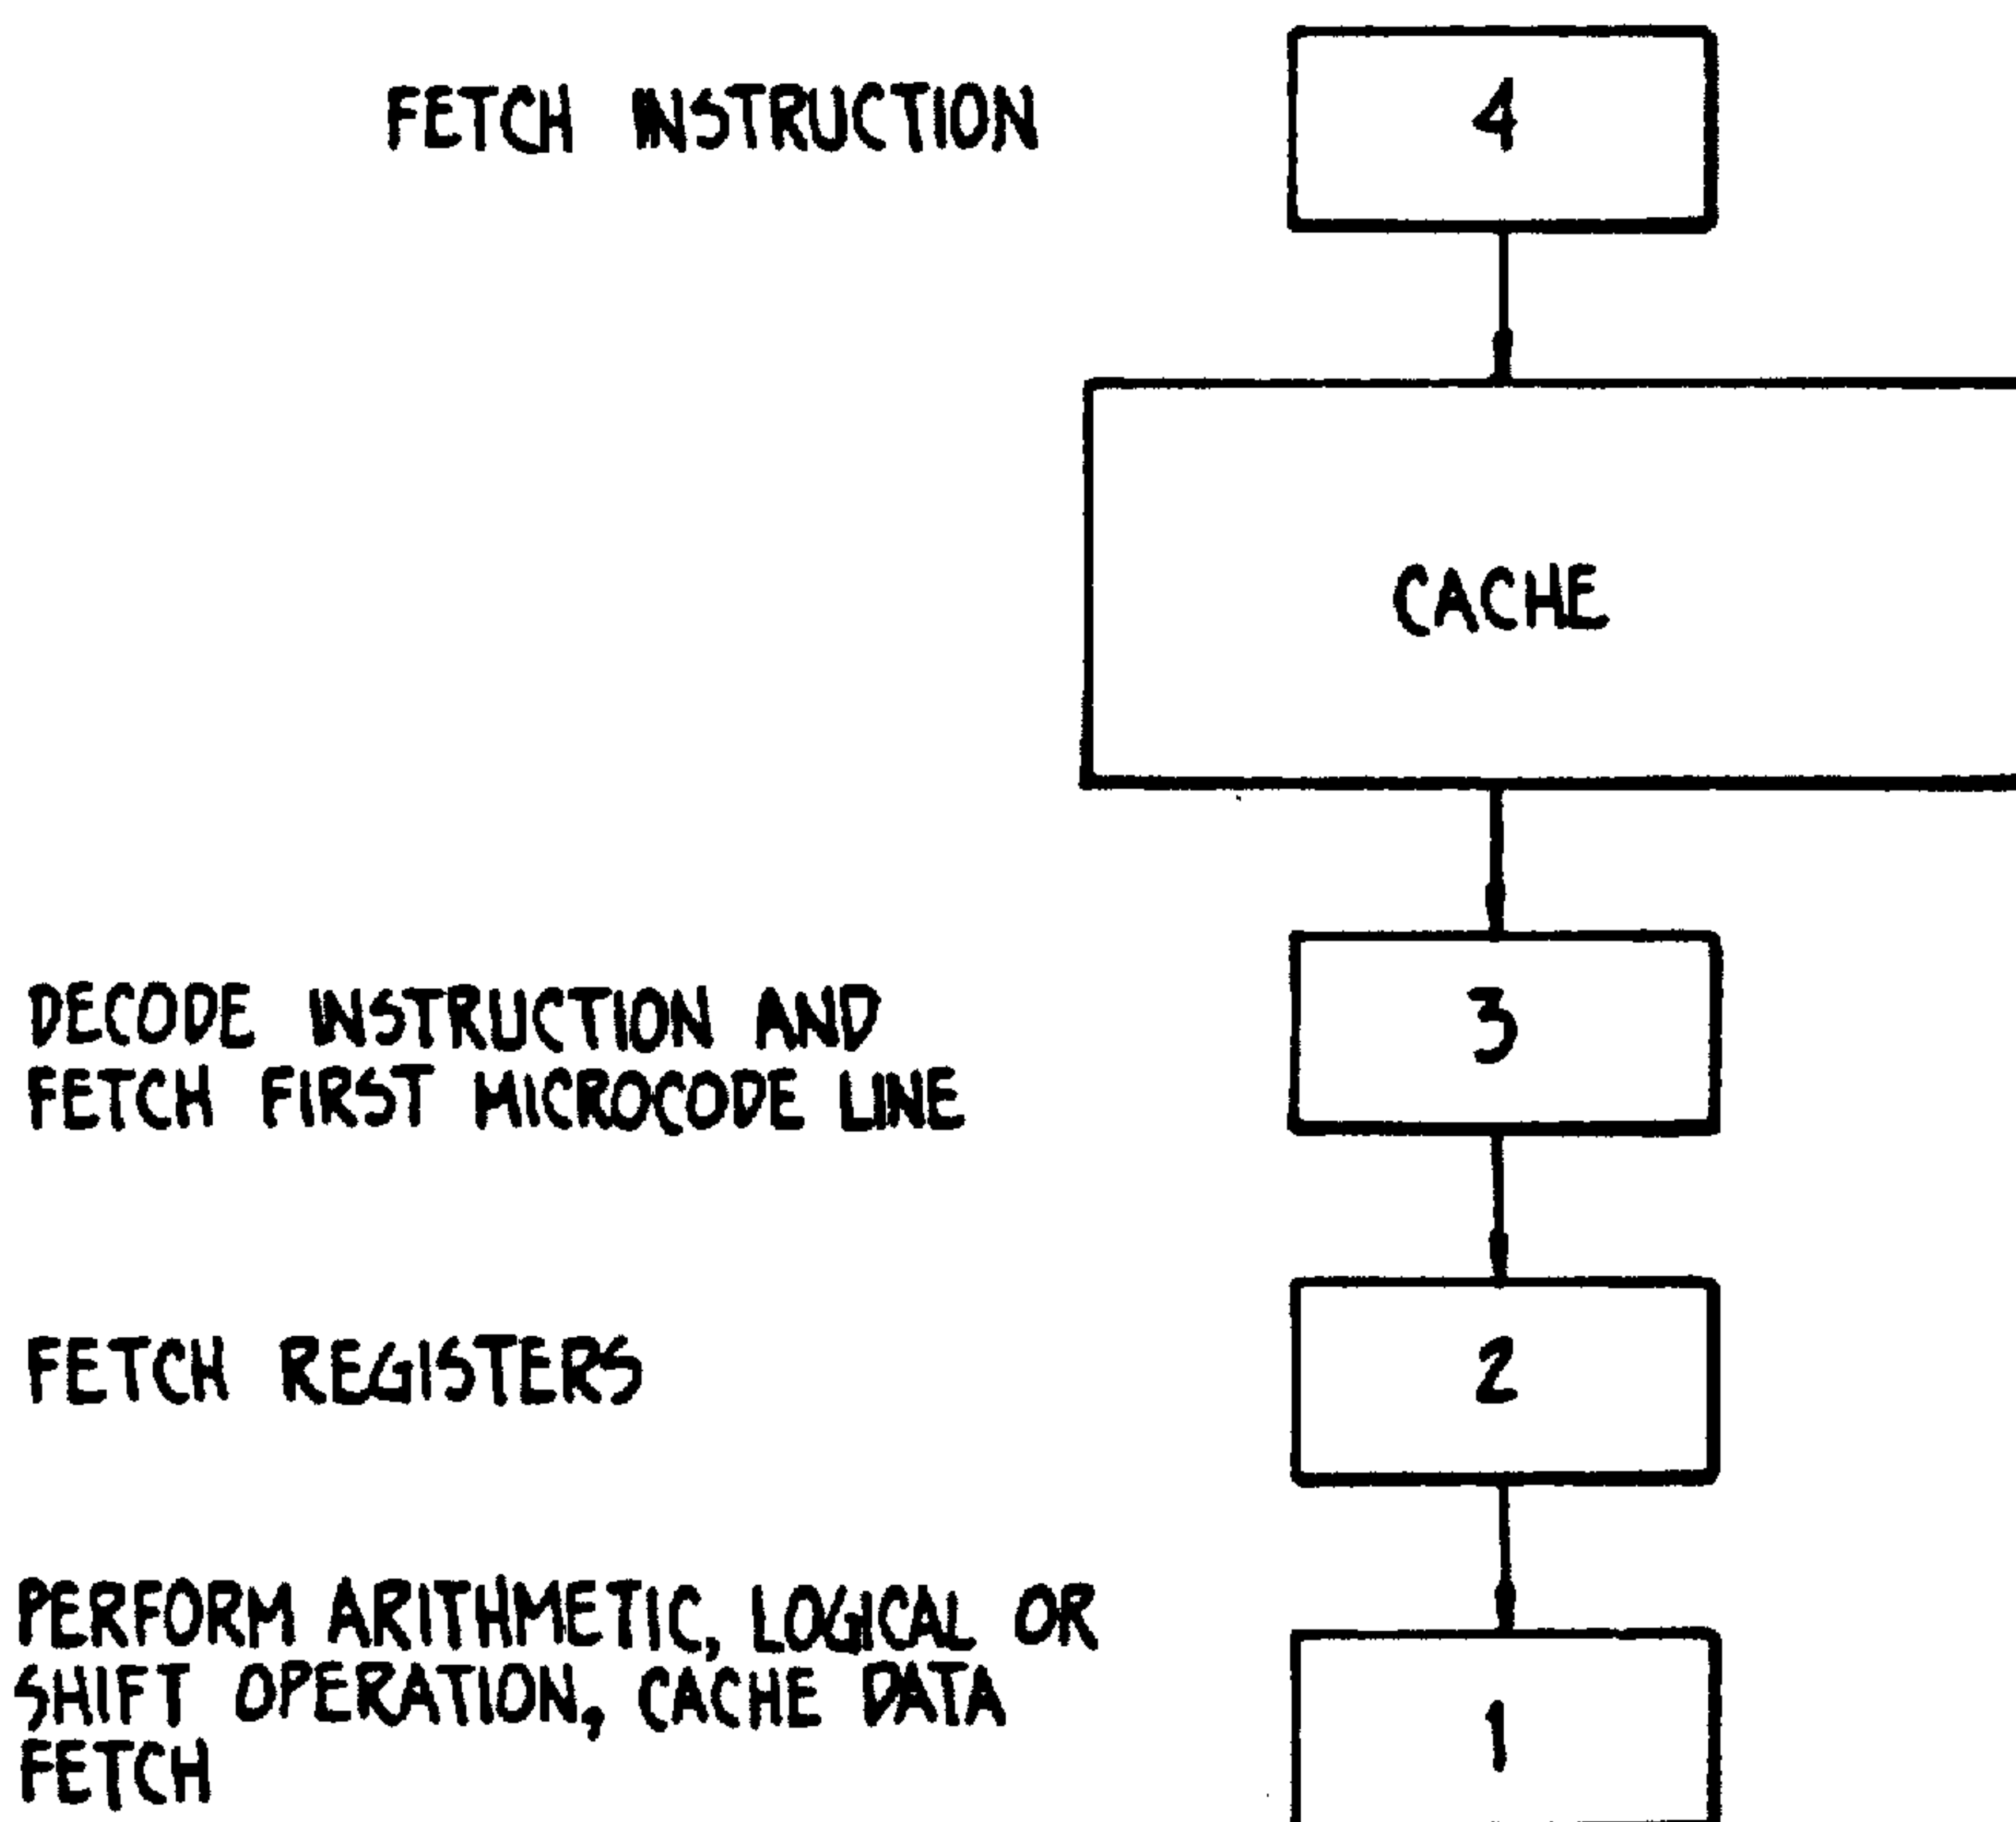 FETCH INSTRUCTION
4
CACHE
DECODE INSTRUCTION AND
FETCH FIRST MICROCODE LINE
3
FETCH REGISTERS
2
PERFORM ARITHMETIC, LOGICAL OR
SHIFT OPERATION, CACHE DATA
FETCH
1